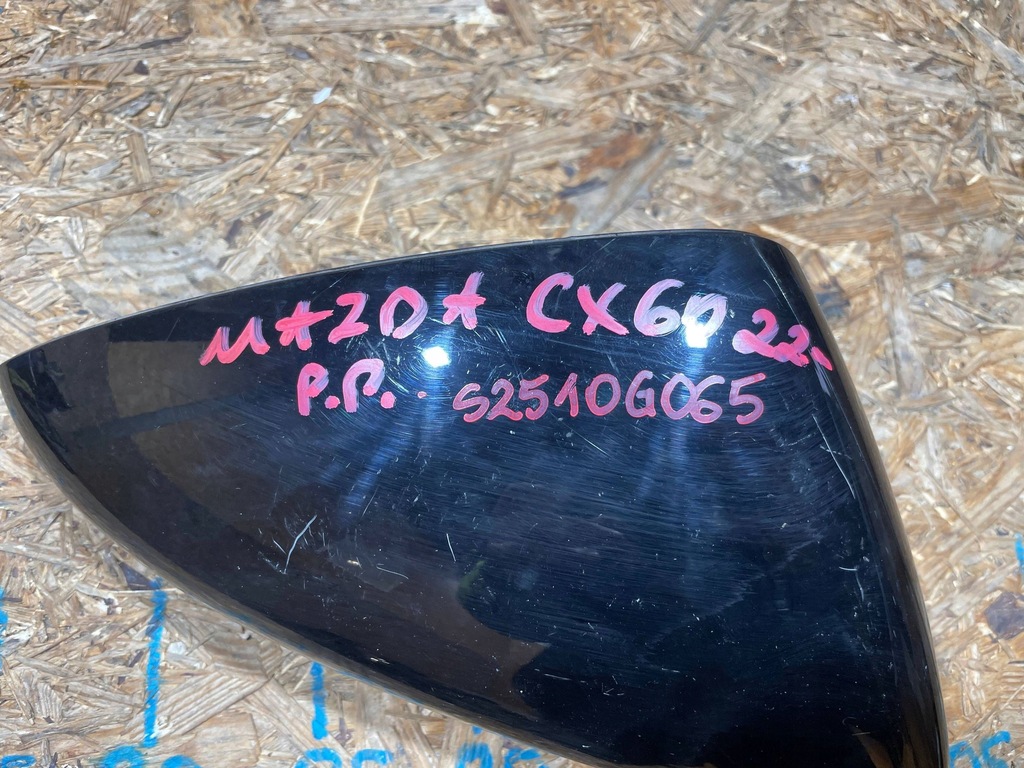 MAZDA CX60 22-
P.P. S2510G065